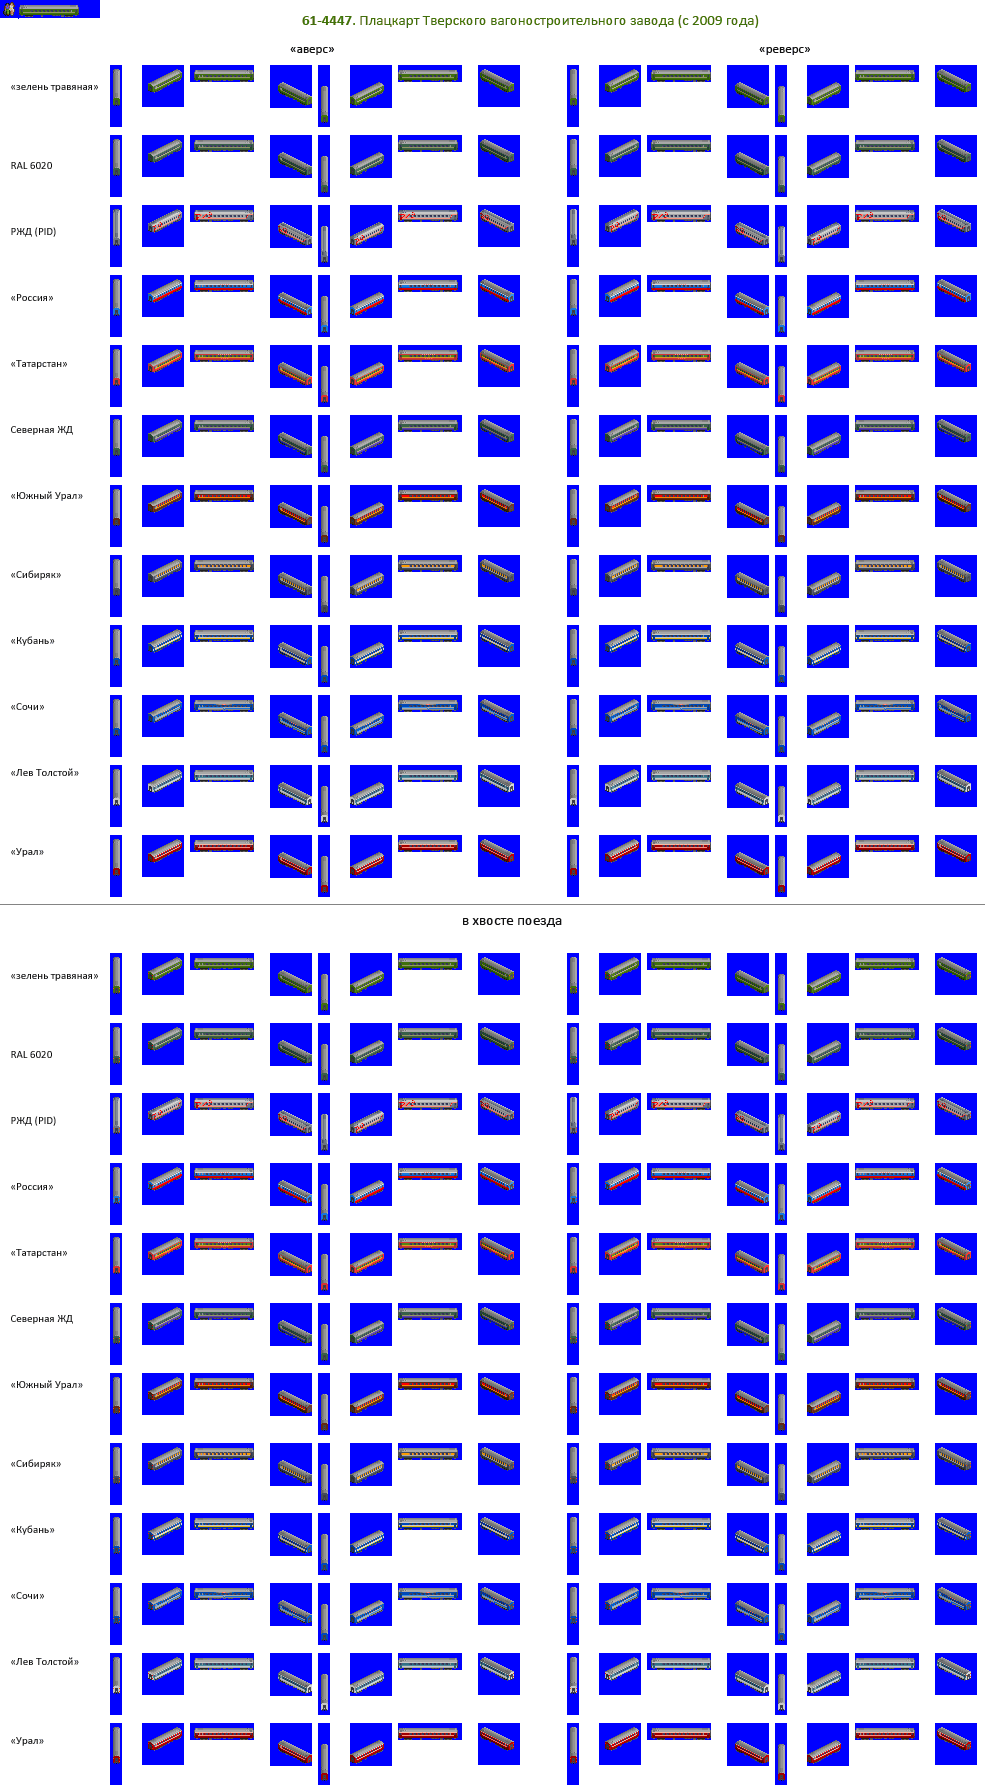 61-4447. Плацкарт Тверского вагоностроительного завода (с 2009 года)
«аверс» «реверс»
«зелень травяная»
RAL 6020
РЖД (PID)
«Россия»
«Татарстан»
Северная ЖД
«Южный Урал»
«Сибиряк»
«Кубань»
«Сочи»
«Лев Толстой»
«Урал»
в хвосте поезда
«зелень травяная»
RAL 6020
РЖД (PID)
«Россия»
«Татарстан»
Северная ЖД
«Южный Урал»
«Сибиряк»
«Кубань»
«Сочи»
«Лев Толстой»
«Урал»